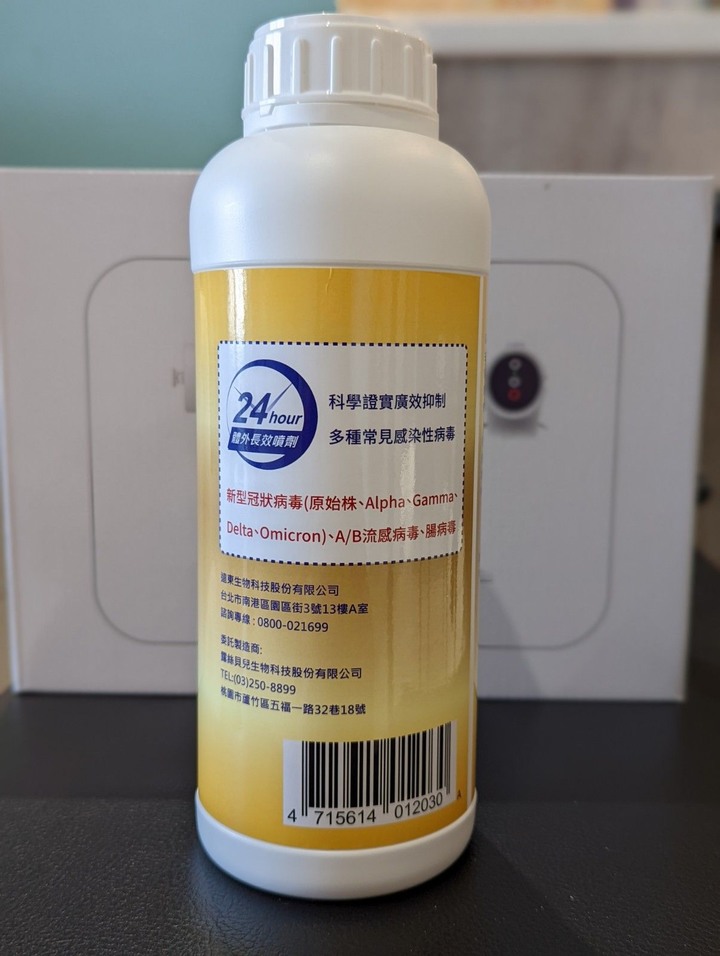 24 hour
體外長效噴劑
科學證實廣效抑制
多種常見感染性病毒
新型冠狀病毒(原始株、Alpha、Gamma、
Delta、Omicron)、A/B流感病毒、腸病毒
遠東生物科技股份有限公司
台北市南港區園區街3號13樓A室
諮詢專線：0800-021699
委託製造商:
露絲貝兒生物科技股份有限公司
TEL:(03)250-8899
桃園市蘆竹區五福一路32巷18號
4 715614 012030 A